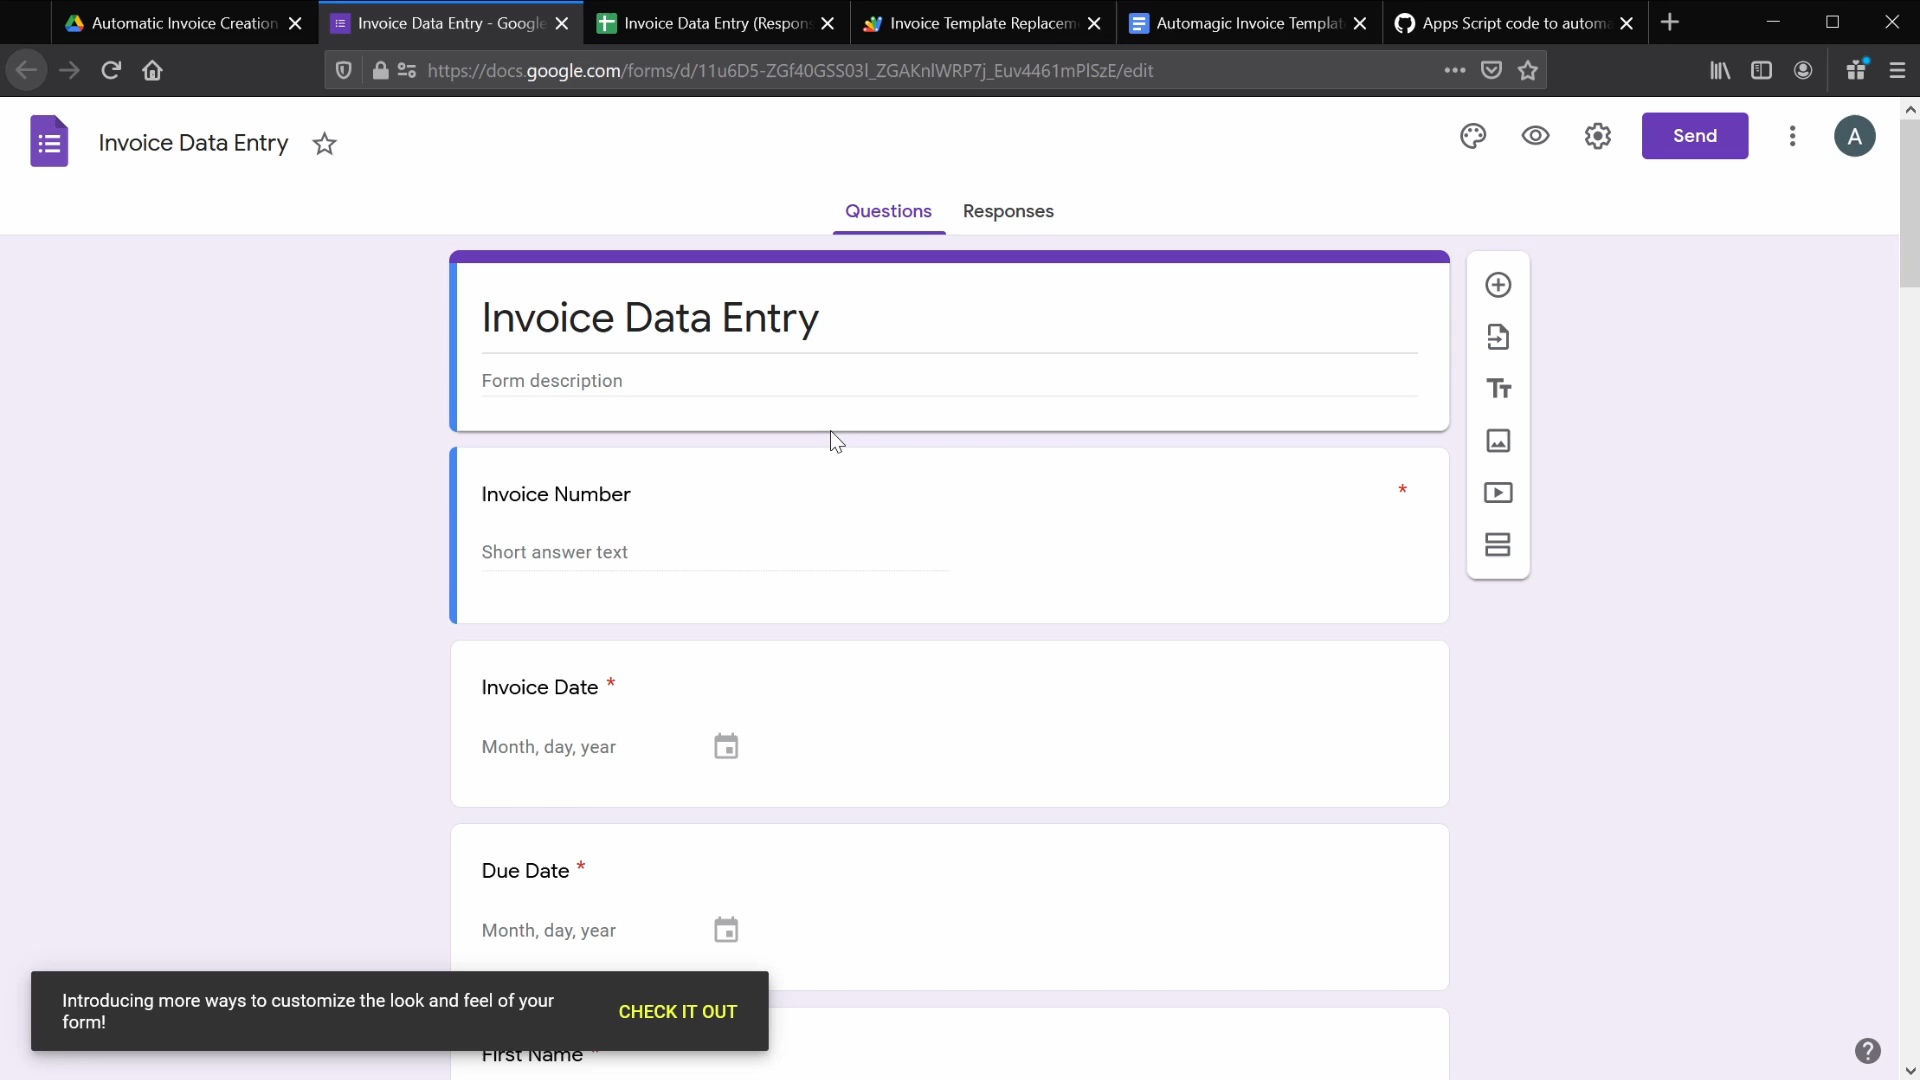 Automatic Invoice Creation
Invoice Data Entry - Google
Invoice Data Entry (Respon
Invoice Template Replacem
Automagic Invoice Templat
Apps Script code to autom
https://docs.google.com/forms/d/11u6D5-ZGf40GSS03l_ZGAKnlWRP7j_Euv4461mPlSzE/edit
Invoice Data Entry
Send
A
Questions
Responses
Invoice Data Entry
Form description
Invoice Number *
Short answer text
Invoice Date *
Month, day, year
Due Date *
Month, day, year
Introducing more ways to customize the look and feel of your
form!
CHECK IT OUT
First Name *